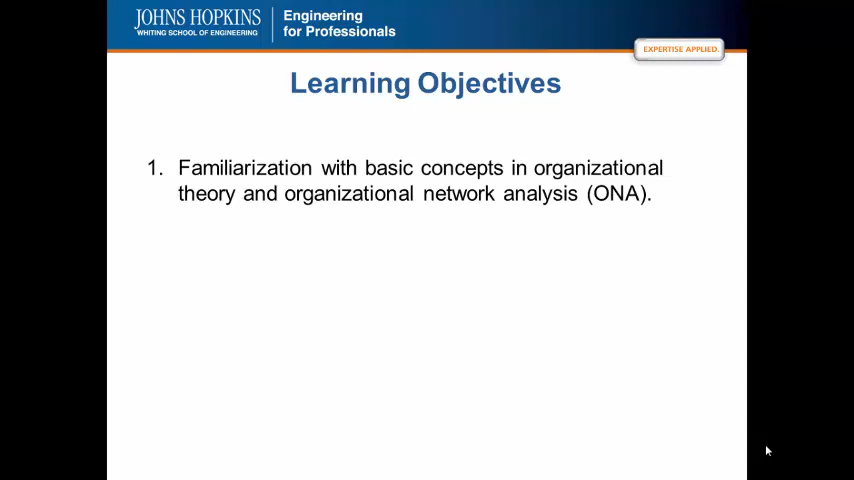 JOHNS HOPKINS
WHITING SCHOOL OF ENGINEERING
Engineering
for Professionals
EXPERTISE APPLIED.
Learning Objectives
1. Familiarization with basic concepts in organizational
theory and organizational network analysis (ONA).